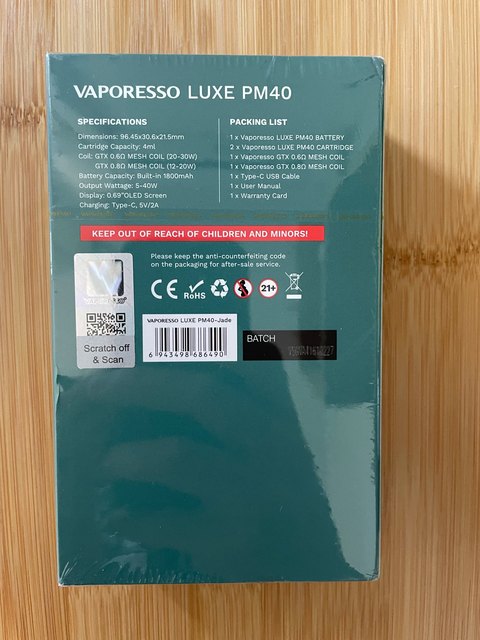 VAPORESSO LUXE PM40
SPECIFICATIONS
Dimensions: 96.45x30.6x21.5mm
Cartridge Capacity: 4ml
Coil: GTX 0.6Ω MESH COIL (20-30W)
GTX 0.8Ω MESH COIL (12-20W)
Battery Capacity: Built-in 1800mAh
Output Wattage: 5-40W
Display: 0.69"OLED Screen
Charging: Type-C, 5V/2A
PACKING LIST
1 x Vaporesso LUXE PM40 BATTERY
2 x Vaporesso LUXE PM40 CARTRIDGE
1 x Vaporesso GTX 0.6Ω MESH COIL
1 x Vaporesso GTX 0.8Ω MESH COIL
1 x Type-C USB Cable
1 x User Manual
1 x Warranty Card
KEEP OUT OF REACH OF CHILDREN AND MINORS!
Please keep the anti-counterfeiting code
on the packaging for after-sale service.
CE
RoHS
21+
Scratch off
& Scan
VAPORESSO LUXE PM40-Jade
6 943498 686490
BATCH